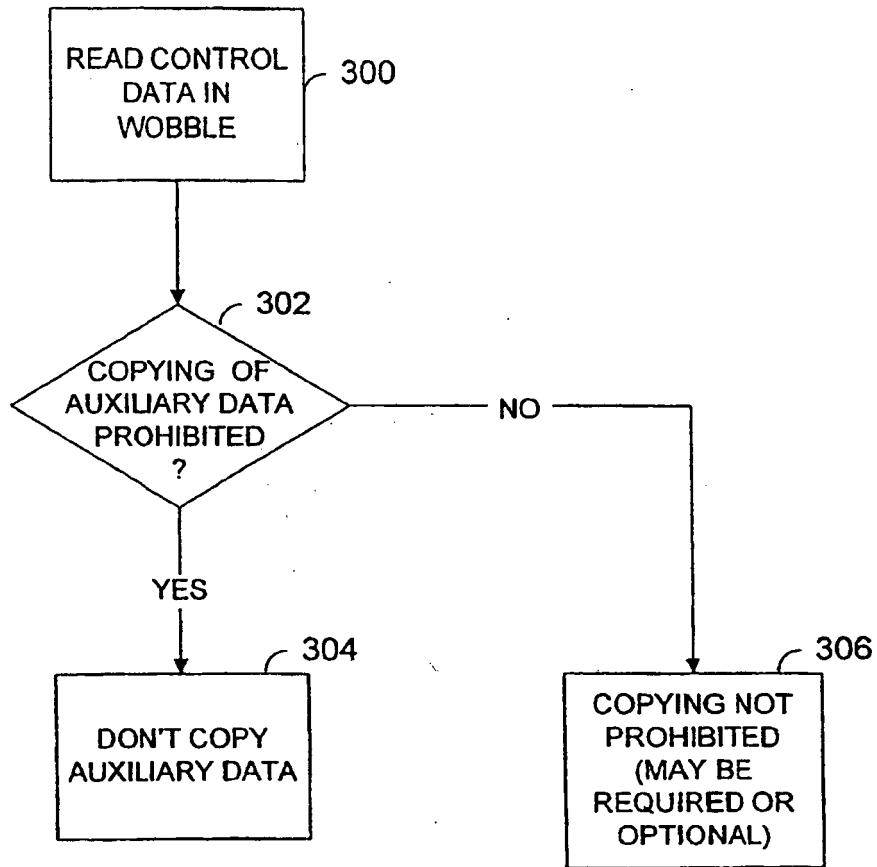 READ CONTROL
DATA IN
WOBBLE
300
302
COPYING OF
AUXILIARY DATA
PROHIBITED
?
NO
YES
304
DON'T COPY
AUXILIARY DATA
306
COPYING NOT
PROHIBITED
(MAY BE
REQUIRED OR
OPTIONAL)